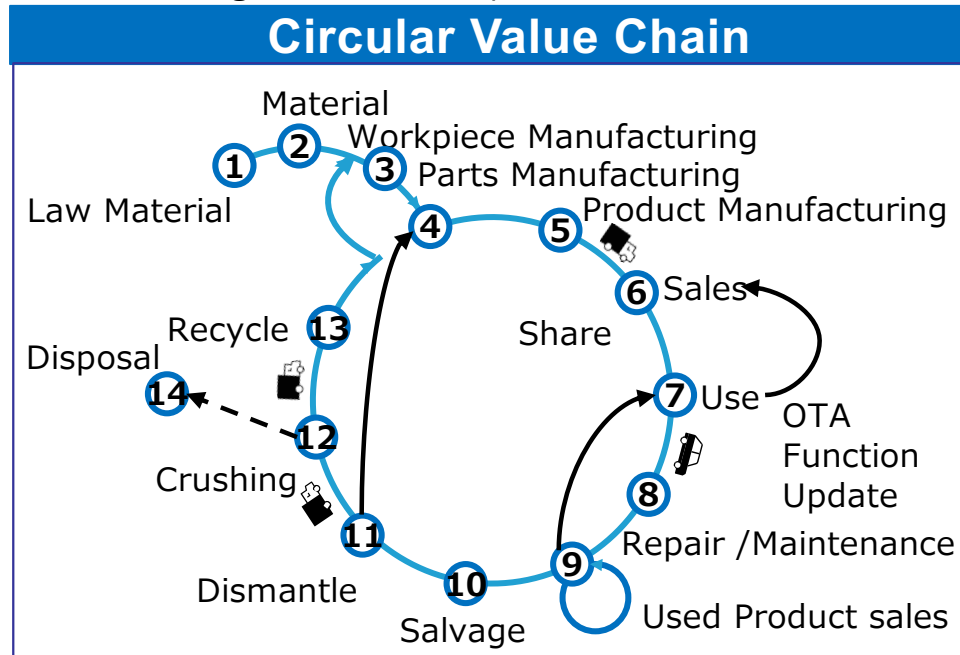 Circular Value Chain
Material
2
Workpiece Manufacturing
1
3
Parts Manufacturing
Law Material
4
5
Product Manufacturing
6
Sales
Recycle
13
Share
Disposal
14
7
Use
OTA
Function
Update
12
Crushing
8
11
Repair /Maintenance
9
Dismantle
10
Used Product sales
Salvage